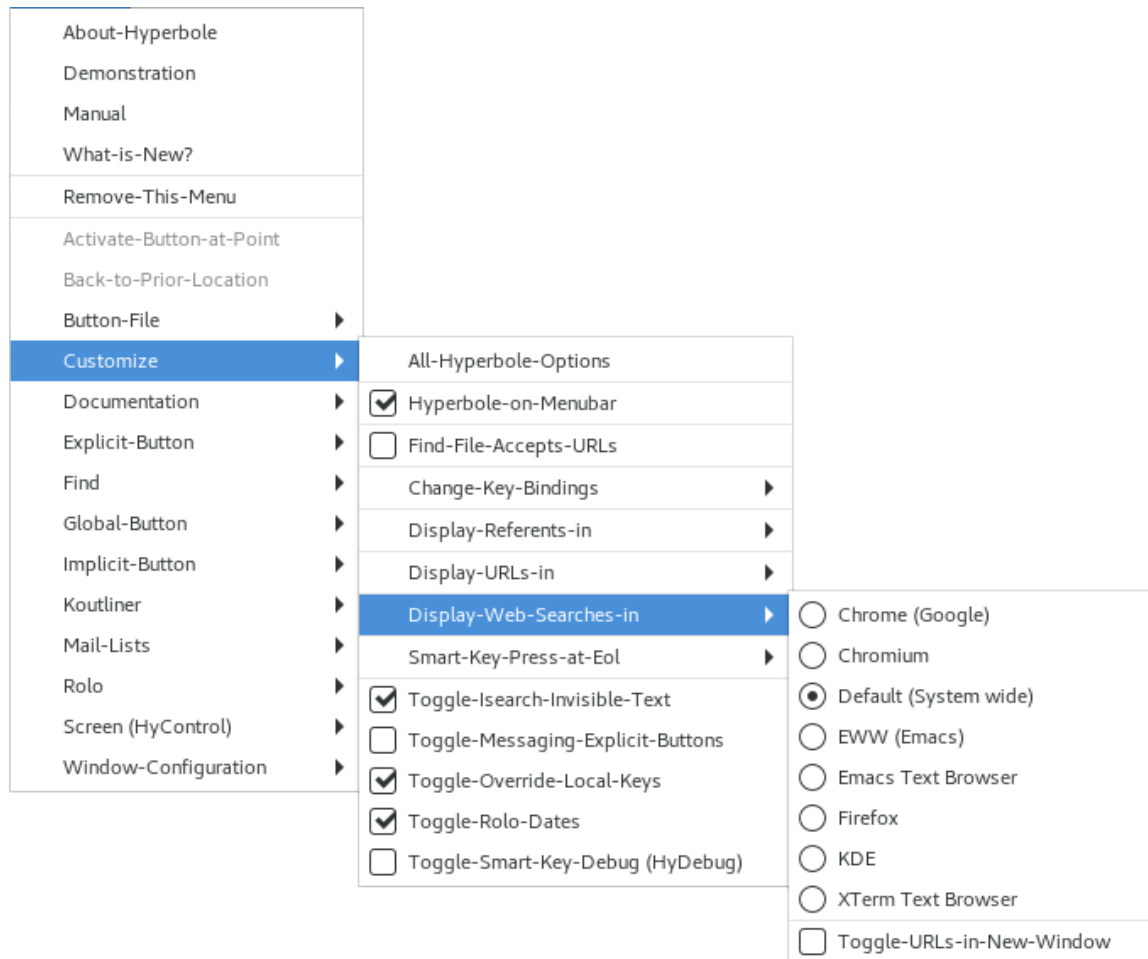 About-Hyperbole
Demonstration
Manual
What-is-New?
Remove-This-Menu
Activate-Button-at-Point
Back-to-Prior-Location
Button-File
Customize
Documentation
Explicit-Button
Find
Global-Button
Implicit-Button
Koutliner
Mail-Lists
Rolo
Screen (HyControl)
Window-Configuration
All-Hyperbole-Options
Hyperbole-on-Menubar
Find-File-Accepts-URLs
Change-Key-Bindings
Display-Referents-in
Display-URLs-in
Display-Web-Searches-in
Smart-Key-Press-at-Eol
Toggle-Isearch-Invisible-Text
Toggle-Messaging-Explicit-Buttons
Toggle-Override-Local-Keys
Toggle-Rolo-Dates
Toggle-Smart-Key-Debug (HyDebug)
Chrome (Google)
Chromium
Default (System wide)
EWW (Emacs)
Emacs Text Browser
Firefox
KDE
XTerm Text Browser
Toggle-URLs-in-New-Window